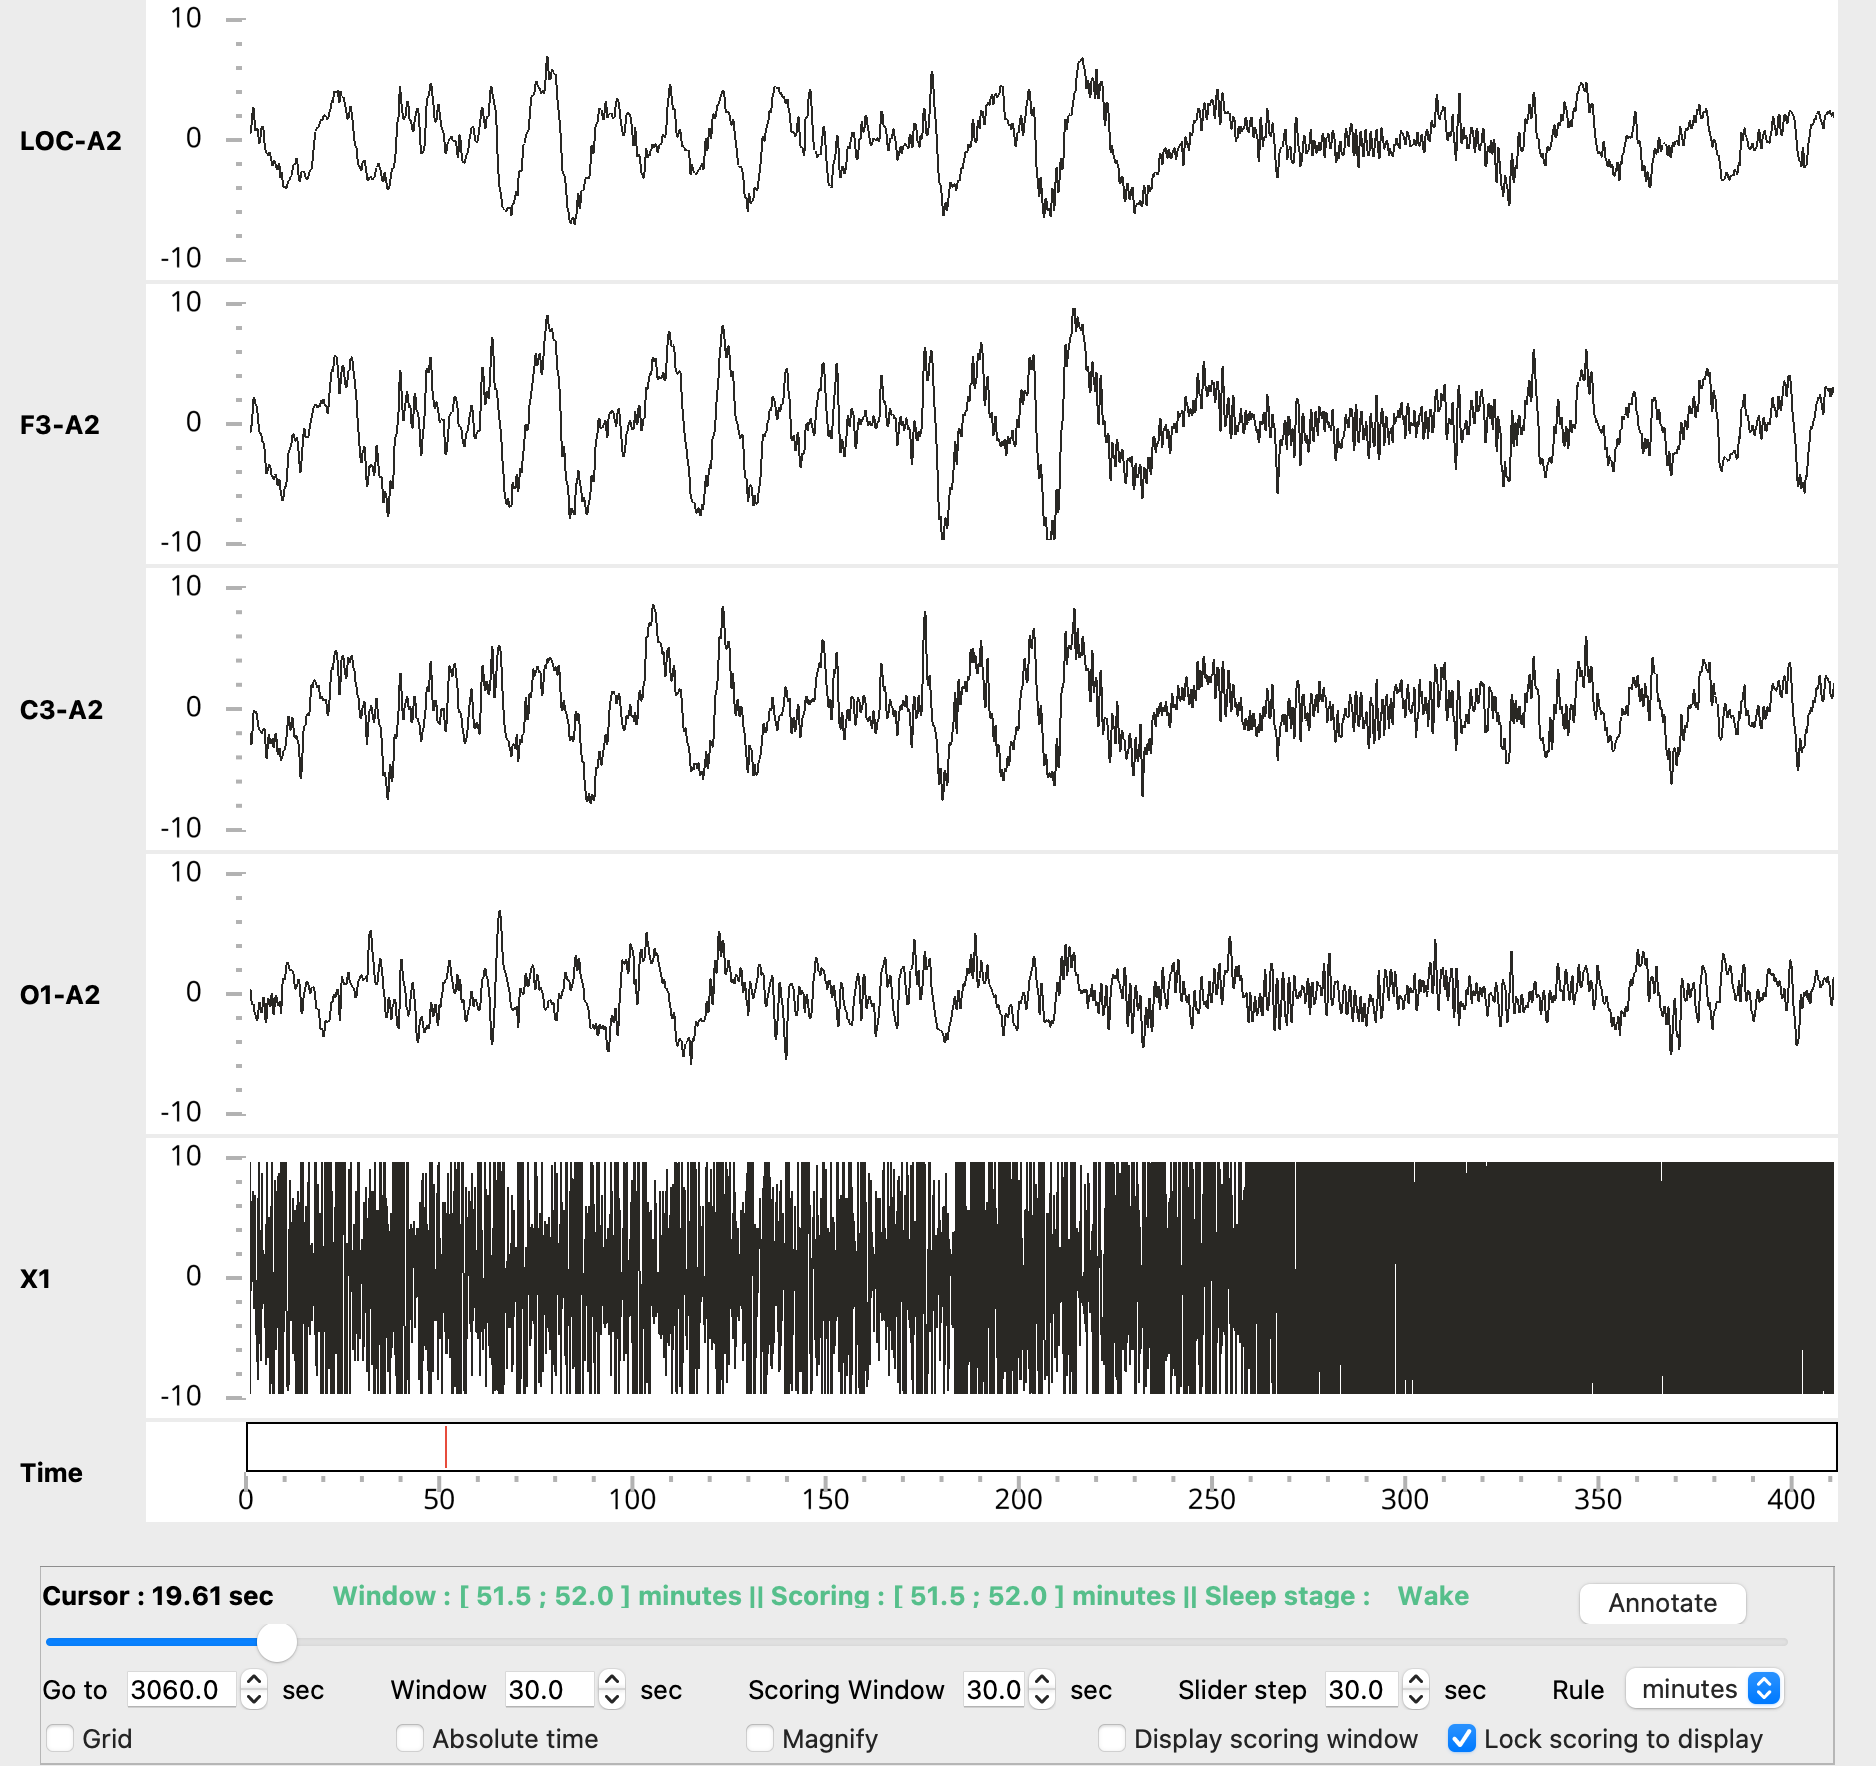 10
LOC-A2
0
-10
10
F3-A2
0
-10
10
C3-A2
0
-10
10
O1-A2
0
-10
10
X1
0
-10
Time
0 50 100 150 200 250 300 350 400
Cursor : 19.61 sec Window : [ 51.5 ; 52.0 ] minutes || Scoring : [ 51.5 ; 52.0 ] minutes || Sleep stage : Wake Annotate
Go to 3060.0 sec Window 30.0 sec Scoring Window 30.0 sec Slider step 30.0 sec Rule minutes
Grid Absolute time Magnify Display scoring window Lock scoring to display